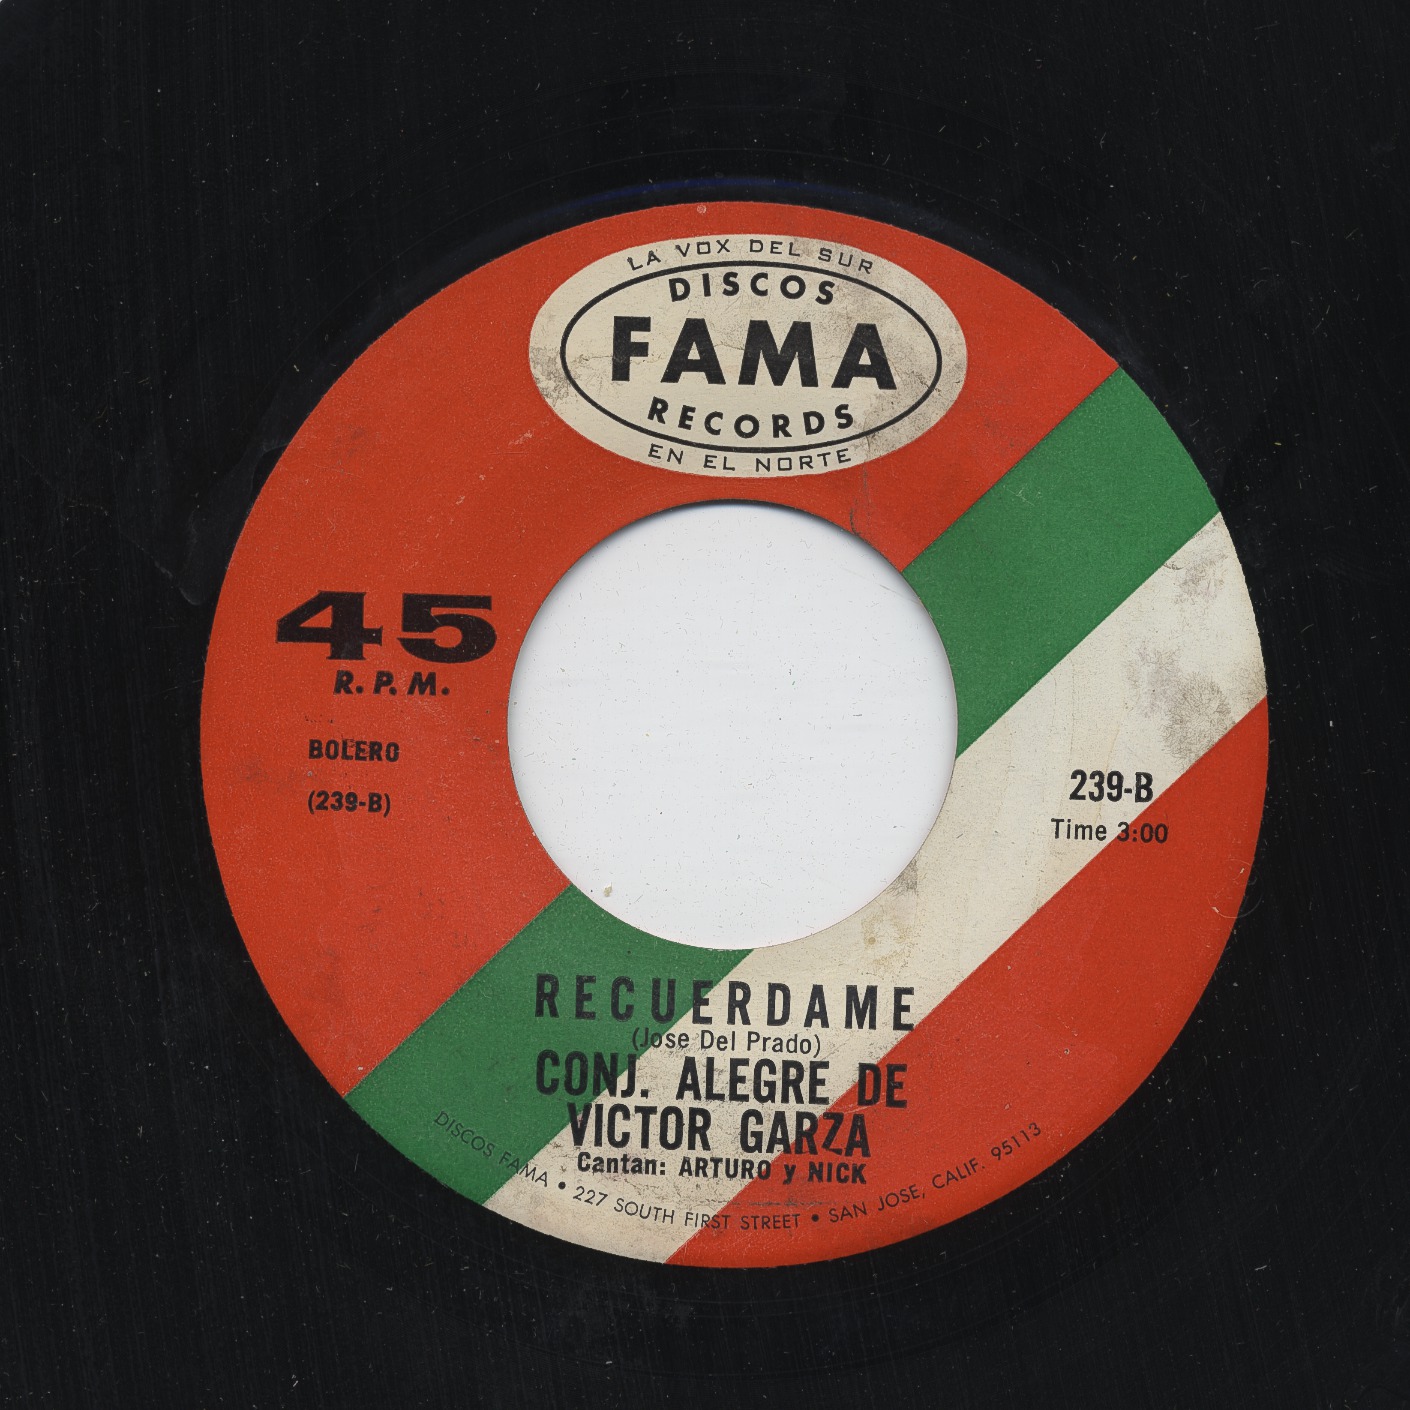 LA VOX DEL SUR
DISCOS
FAMA
RECORDS
EN EL NORTE
45
R.P.M.
BOLERO
(239-B)
239-B
Time 3:00
RECUERDAME
(Jose Del Prado)
CONJ. ALEGRE DE
VICTOR GARZA
Cantan: ARTURO y NICK
DISCOS FAMA • 227 SOUTH FIRST STREET • SAN JOSE, CALIF. 95113